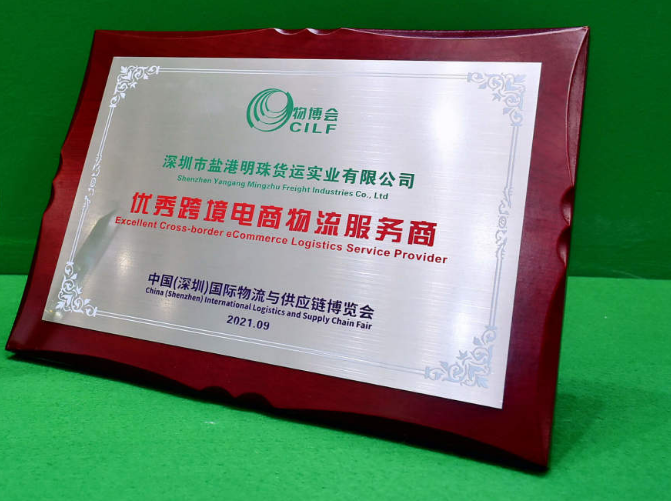 物博会
CILF
深圳市盐港明珠货运实业有限公司
Shenzhen Yangang Mingzhu Freight Industries Co., Ltd
优秀跨境电商物流服务商
Excellent Cross-border eCommerce Logistics Service Provider
中国(深圳)国际物流与供应链博览会
China (Shenzhen) International Logistics and Supply Chain Fair
2021.09